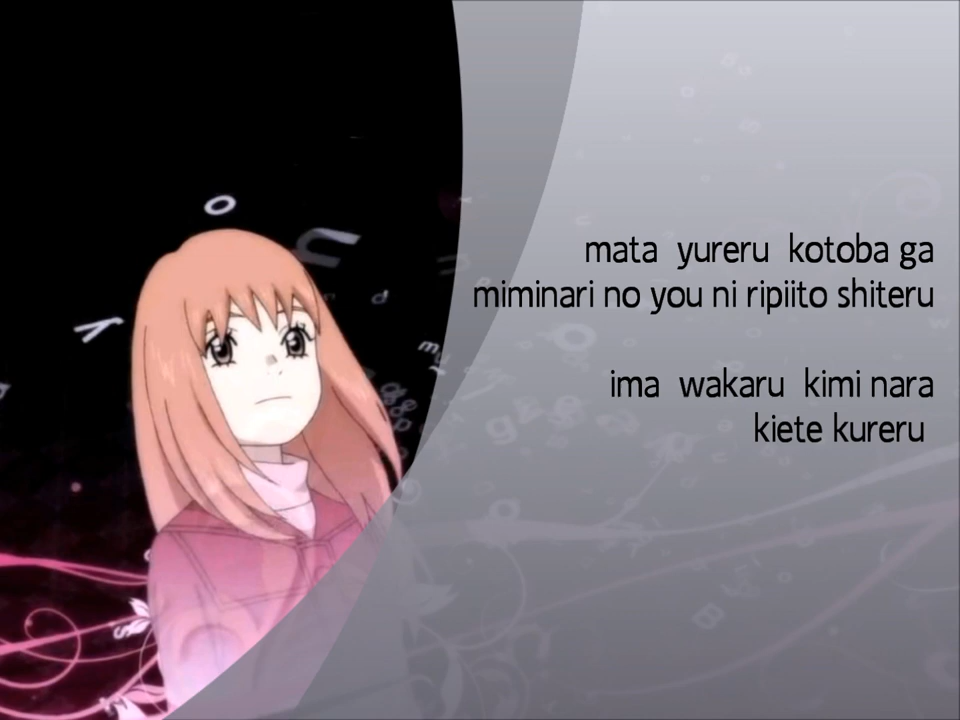 mata yureru kotoba ga
miminari no you ni ripiito shiteru
ima wakaru kimi nara
kiete kureru